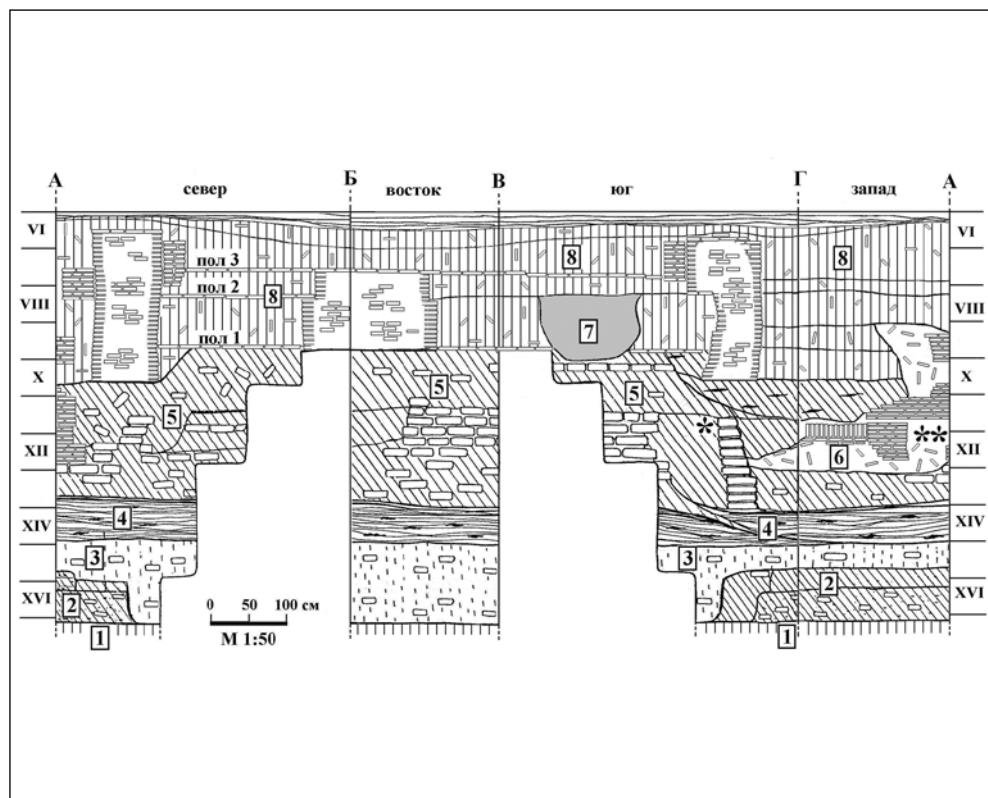 А Б В Г А
север восток юг запад
VI VI
пол 3 8 8
пол 2
8
VIII 7 VIII
пол 1
X X
5 5 5
* **
XII 6 XII
4
XIV 4 XIV
3 3
2
XVI 2 XVI
0 50 100 см
М 1:50
1 1